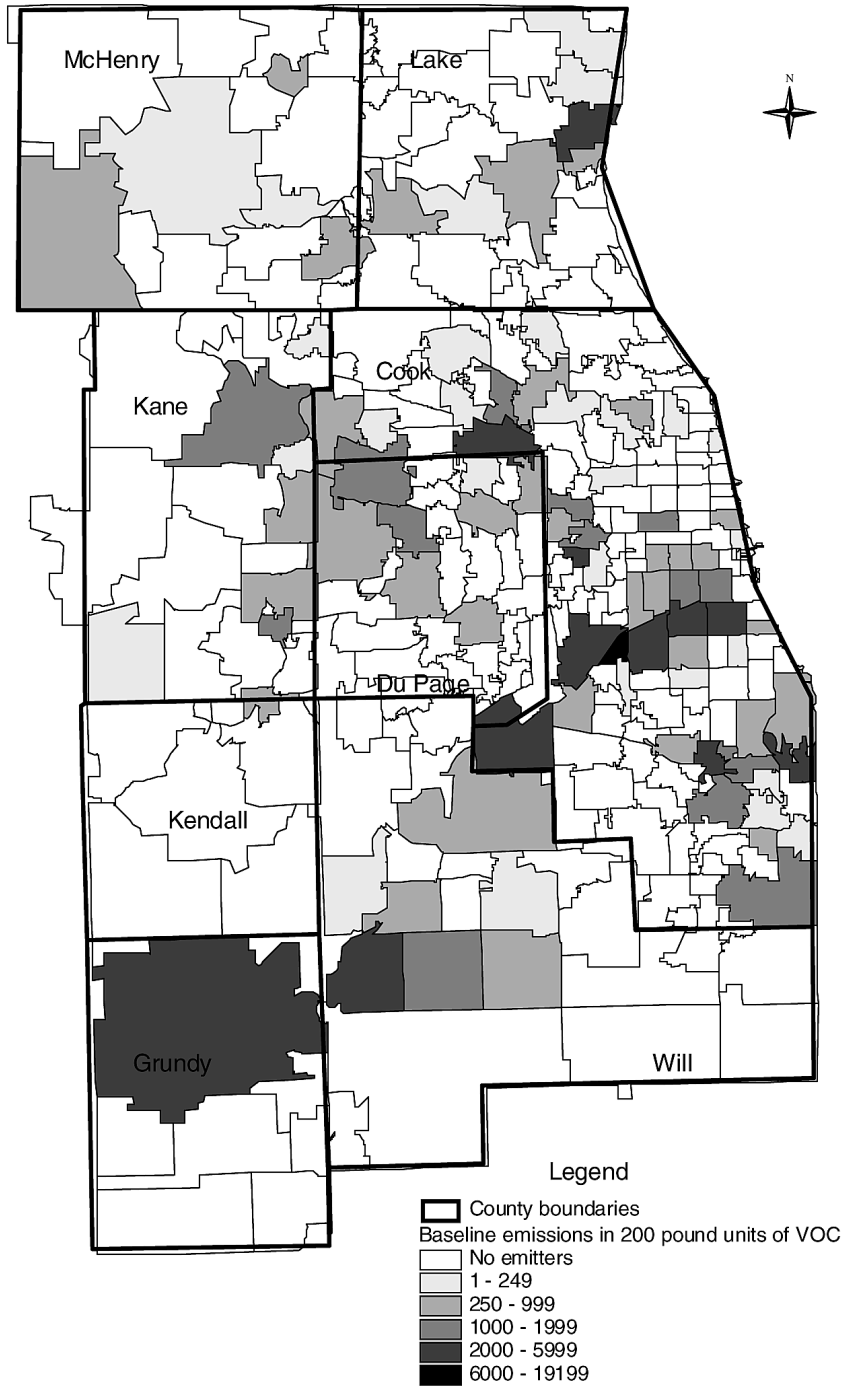 N
McHenry
Lake
Cook
Kane
Du Page
Kendall
Grundy
Will
Legend
County boundaries
Baseline emissions in 200 pound units of VOC
No emitters
1 - 249
250 - 999
1000 - 1999
2000 - 5999
6000 - 19199